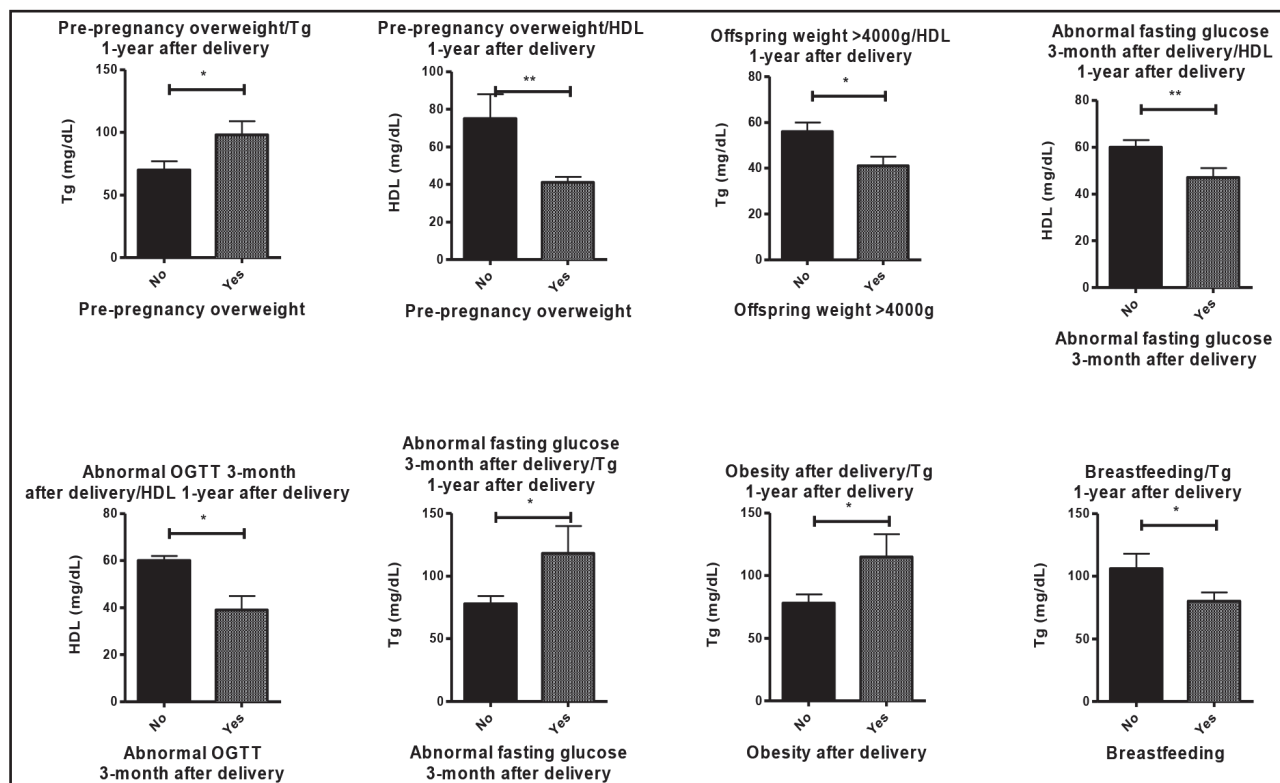 Pre-pregnancy overweight/Tg
1-year after delivery
*
150
100
50
0
Tg (mg/dL)
No
Yes
Pre-pregnancy overweight
Pre-pregnancy overweight/HDL
1-year after delivery
**
100
80
60
40
20
0
HDL (mg/dL)
No
Yes
Pre-pregnancy overweight
Offspring weight >4000g/HDL
1-year after delivery
*
80
60
40
20
0
Tg (mg/dL)
No
Yes
Offspring weight >4000g
Abnormal fasting glucose
3-month after delivery/HDL
1-year after delivery
**
80
60
40
20
0
HDL (mg/dL)
No
Yes
Abnormal fasting glucose
3-month after delivery
Abnormal OGTT 3-month
after delivery/HDL 1-year after delivery
*
80
60
40
20
0
HDL (mg/dL)
No
Yes
Abnormal OGTT
3-month after delivery
Abnormal fasting glucose
3-month after delivery/Tg
1-year after delivery
*
150
100
50
0
Tg (mg/dL)
No
Yes
Abnormal fasting glucose
3-month after delivery
Obesity after delivery/Tg
1-year after delivery
*
150
100
50
0
Tg (mg/dL)
No
Yes
Obesity after delivery
Breastfeeding/Tg
1-year after delivery
*
150
100
50
0
Tg (mg/dL)
No
Yes
Breastfeeding